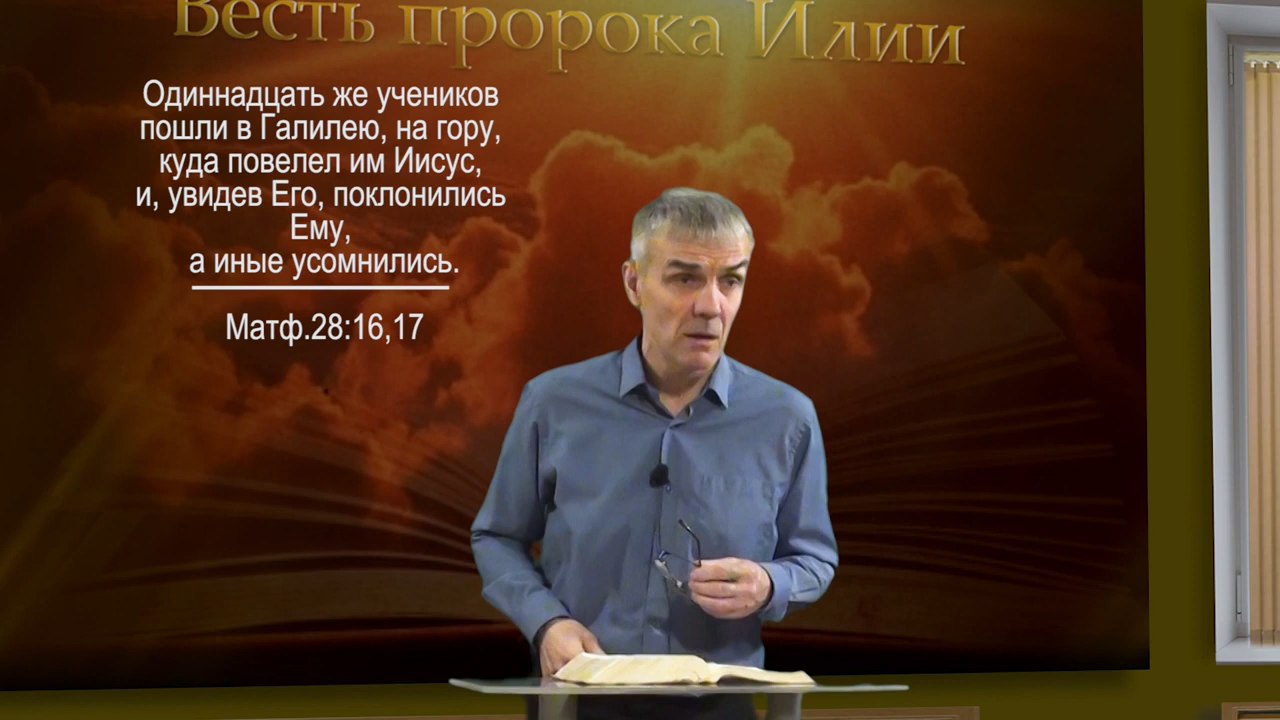 Весть пророка Илии
Одиннадцать же учеников
пошли в Галилею, на гору,
куда повелел им Иисус,
и, увидев Его, поклонились
Ему,
а иные усомнились.
Матф.28:16,17